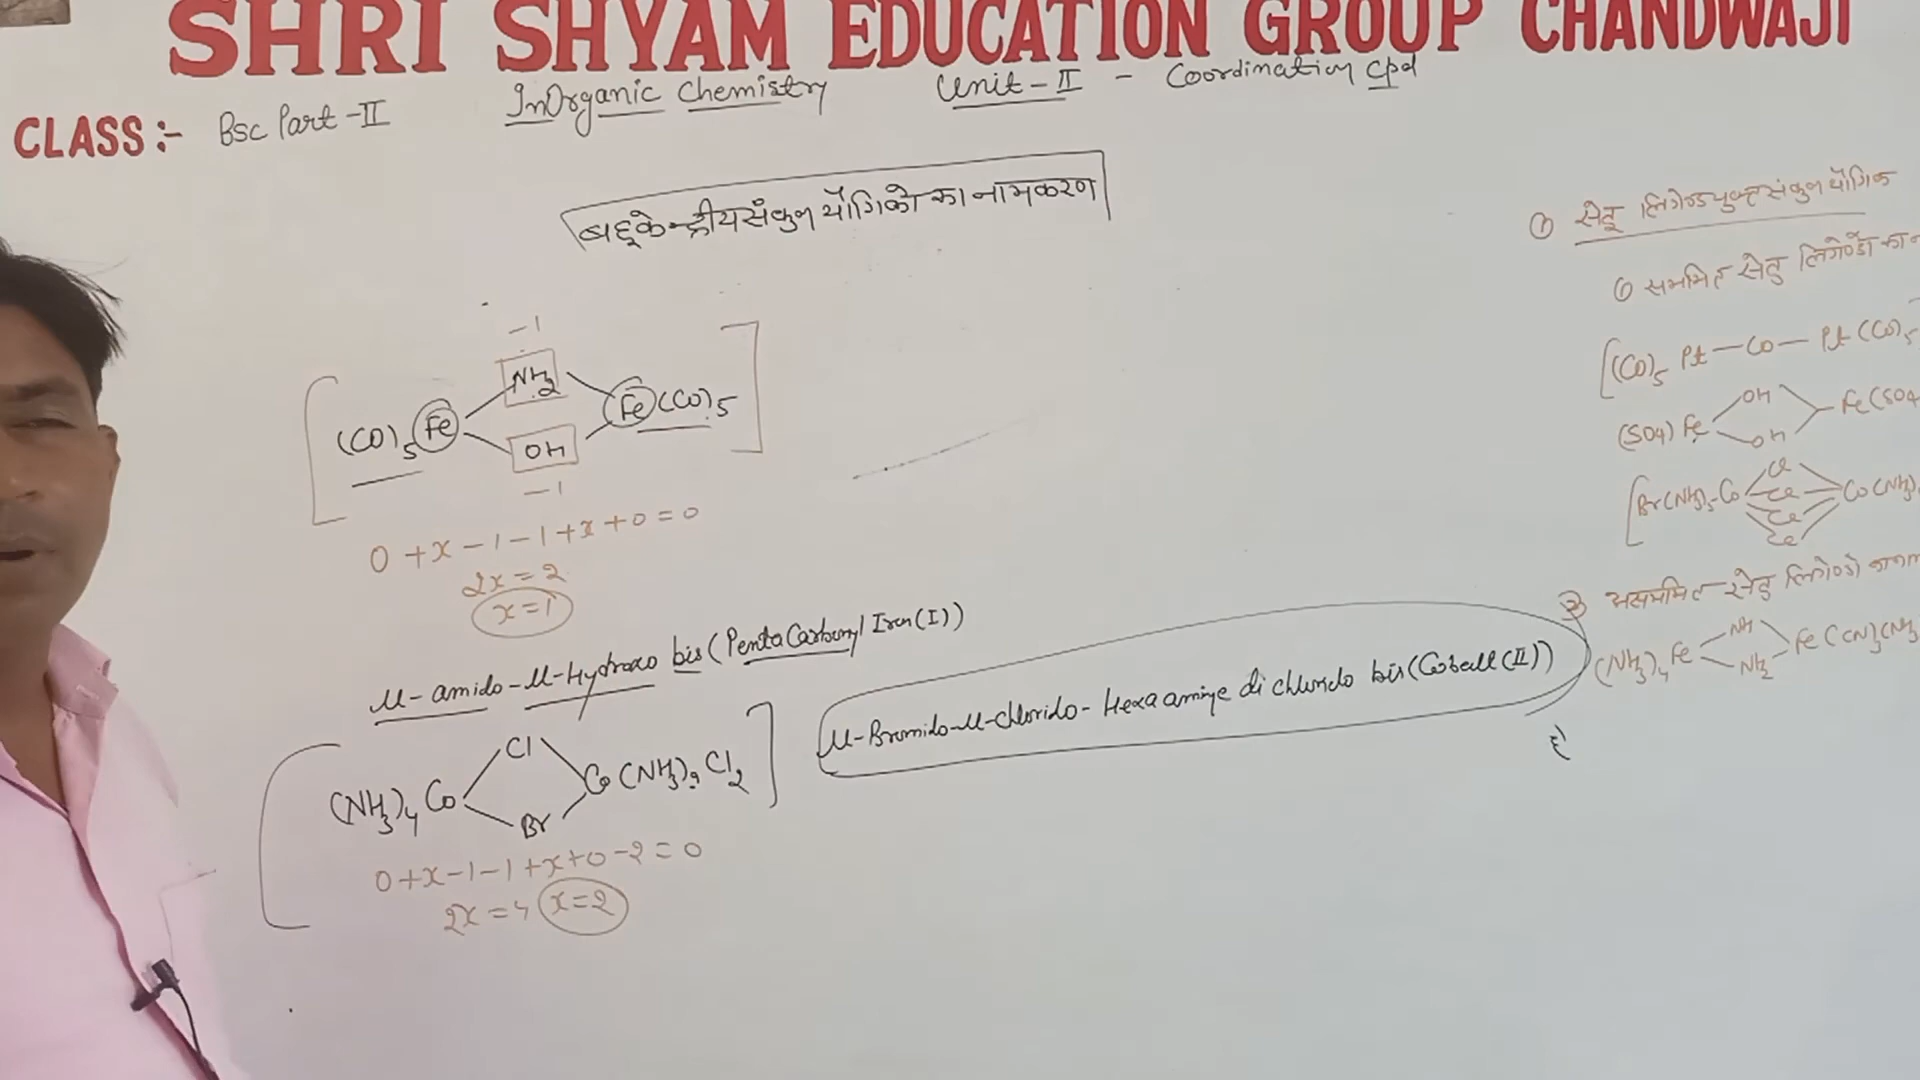 SHRI SHYAM EDUCATION GROUP CHANDWAJI
CLASS:- Bsc Part-II InOrganic Chemistry Unit-II - Coordination Cpd
बहूकेन्द्रीय संकुल यौगिको का नामकरण
-1
NH2
(CO)5 Fe Fe (CO)5
OH
-1
0+x-1-1+x+0=0
2x=2
x=1
μ-amido-μ-Hydroxo bis(PentaCarbonyl Iron(I))
Cl
(NH3)4 Co Co (NH3)2 Cl2
Br
0+x-1-1+x+0-2=0
2x=4 x=2
μ-Bromido-μ-chlorido-Hexaamine di chlorido bis(Cobalt(II))
① सेतू लिगेन्ड युक्त संकुल यौगिक
① सममित सेतु लिगेण्डो का
[(CO)5 Pt-CO-Pt(CO)5
OH
(SO4) Fe Fe(SO4
OH
Cl
[Br(NH3)5-Co Cl Co(NH3)
Cl
Cl
② असममित सेतु लिगेण्डो
NH
(NH3)4 Fe Fe(CN)3(NH3
NH2